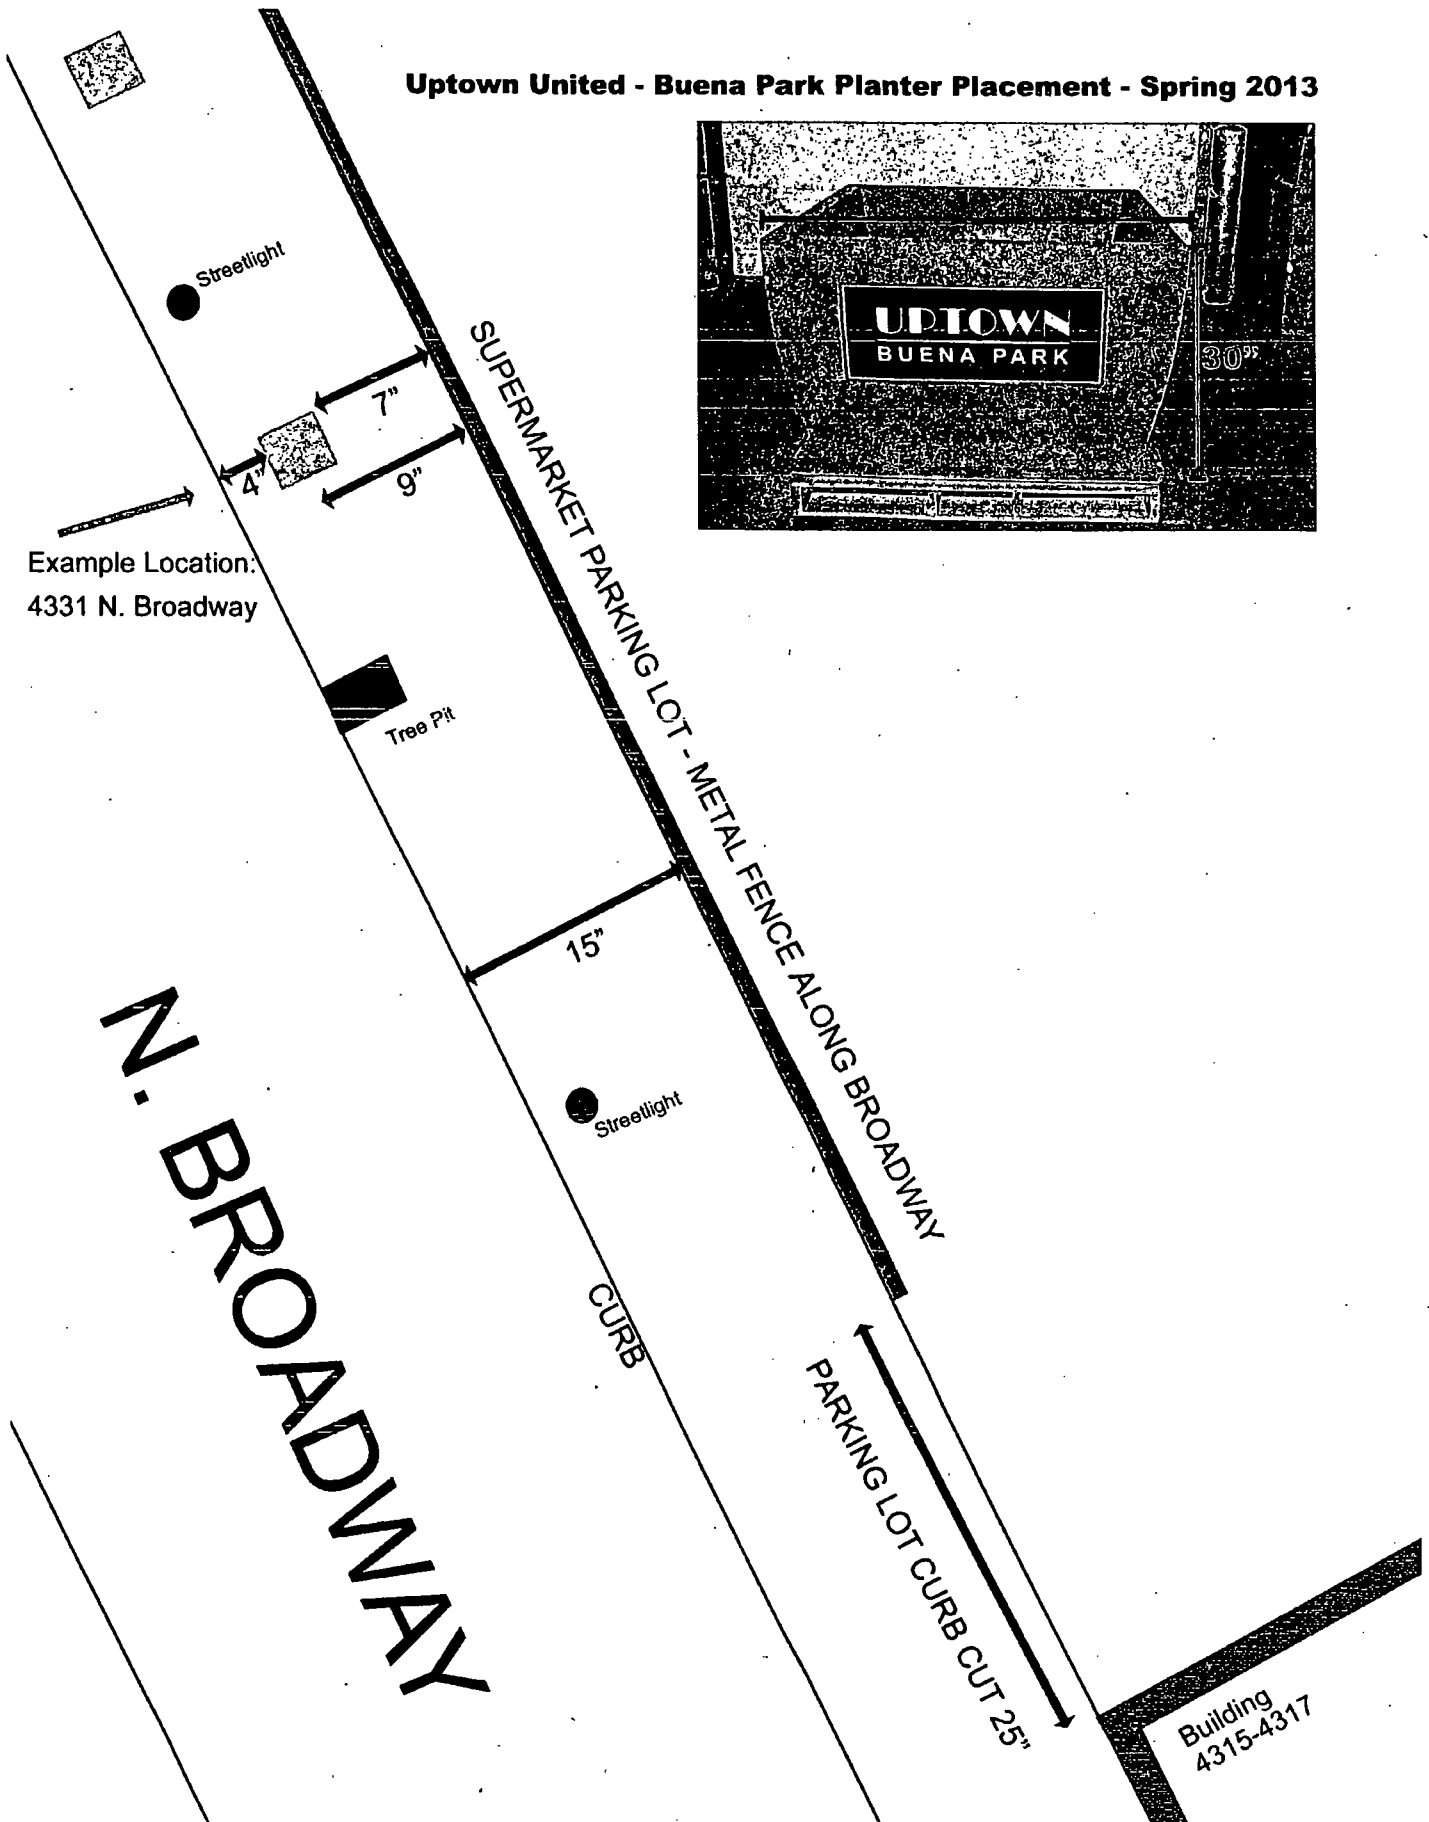 Uptown United - Buena Park Planter Placement - Spring 2013
Streetlight
UPTOWN
BUENA PARK
30"
7"
9"
4"
SUPERMARKET PARKING LOT - METAL FENCE ALONG BROADWAY
Example Location:
4331 N. Broadway
Tree Pit
15"
N. BROADWAY
Streetlight
CURB
PARKING LOT CURB CUT 25"
Building
4315-4317